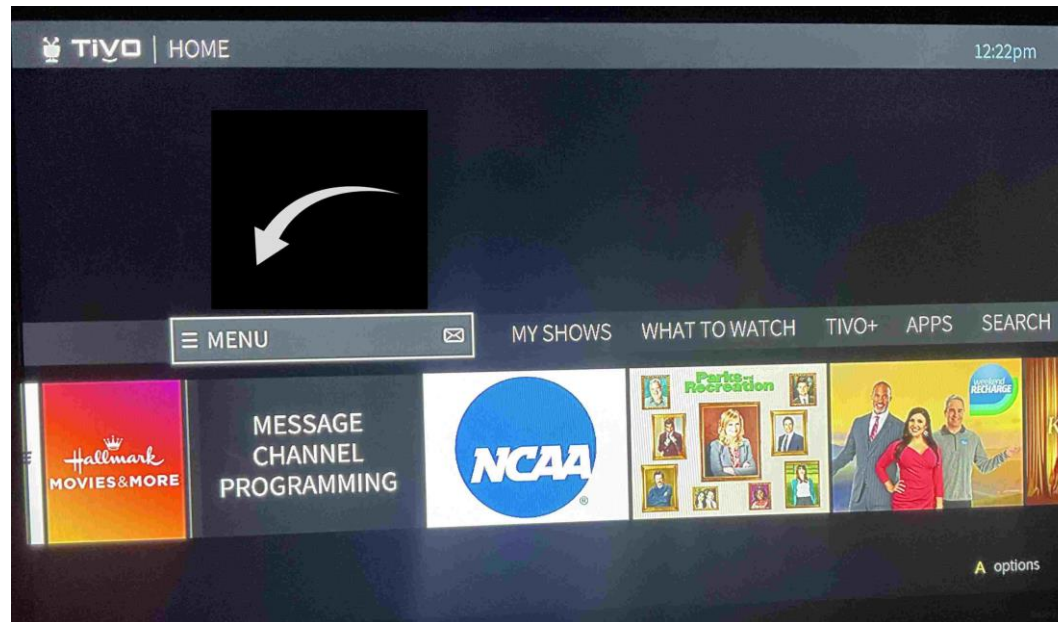 TiVo | HOME
12:22pm
MENU
MY SHOWS
WHAT TO WATCH
TIVO+
APPS
SEARCH
Hallmark
MOVIES&MORE
MESSAGE
CHANNEL
PROGRAMMING
NCAA
Parks and
Recreation
weekend
RECHARGE
A options